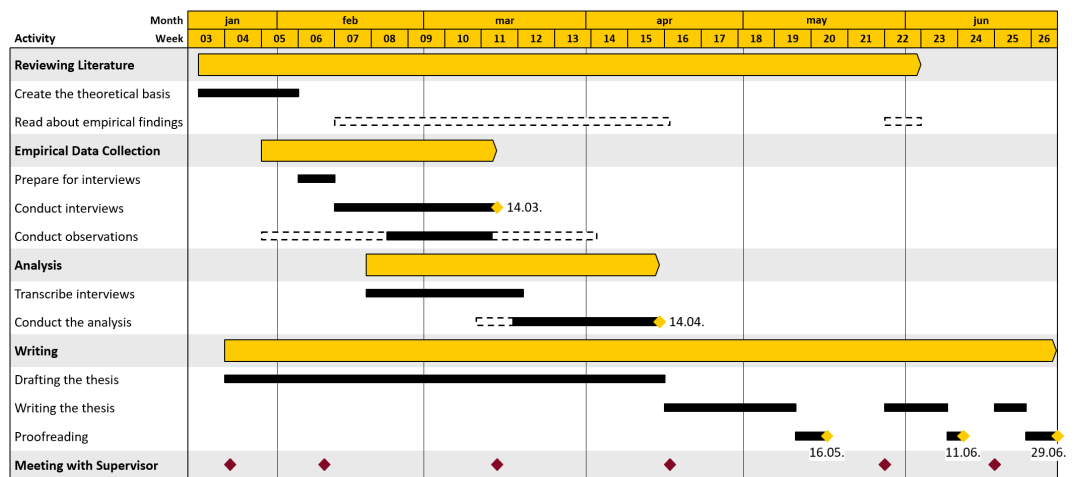 Month jan feb mar apr may jun
Activity Week 03 04 05 06 07 08 09 10 11 12 13 14 15 16 17 18 19 20 21 22 23 24 25 26
Reviewing Literature
Create the theoretical basis
Read about empirical findings
Empirical Data Collection
Prepare for interviews
Conduct interviews 14.03.
Conduct observations
Analysis
Transcribe interviews
Conduct the analysis 14.04.
Writing
Drafting the thesis
Writing the thesis
Proofreading
16.05. 11.06. 29.06.
Meeting with Supervisor